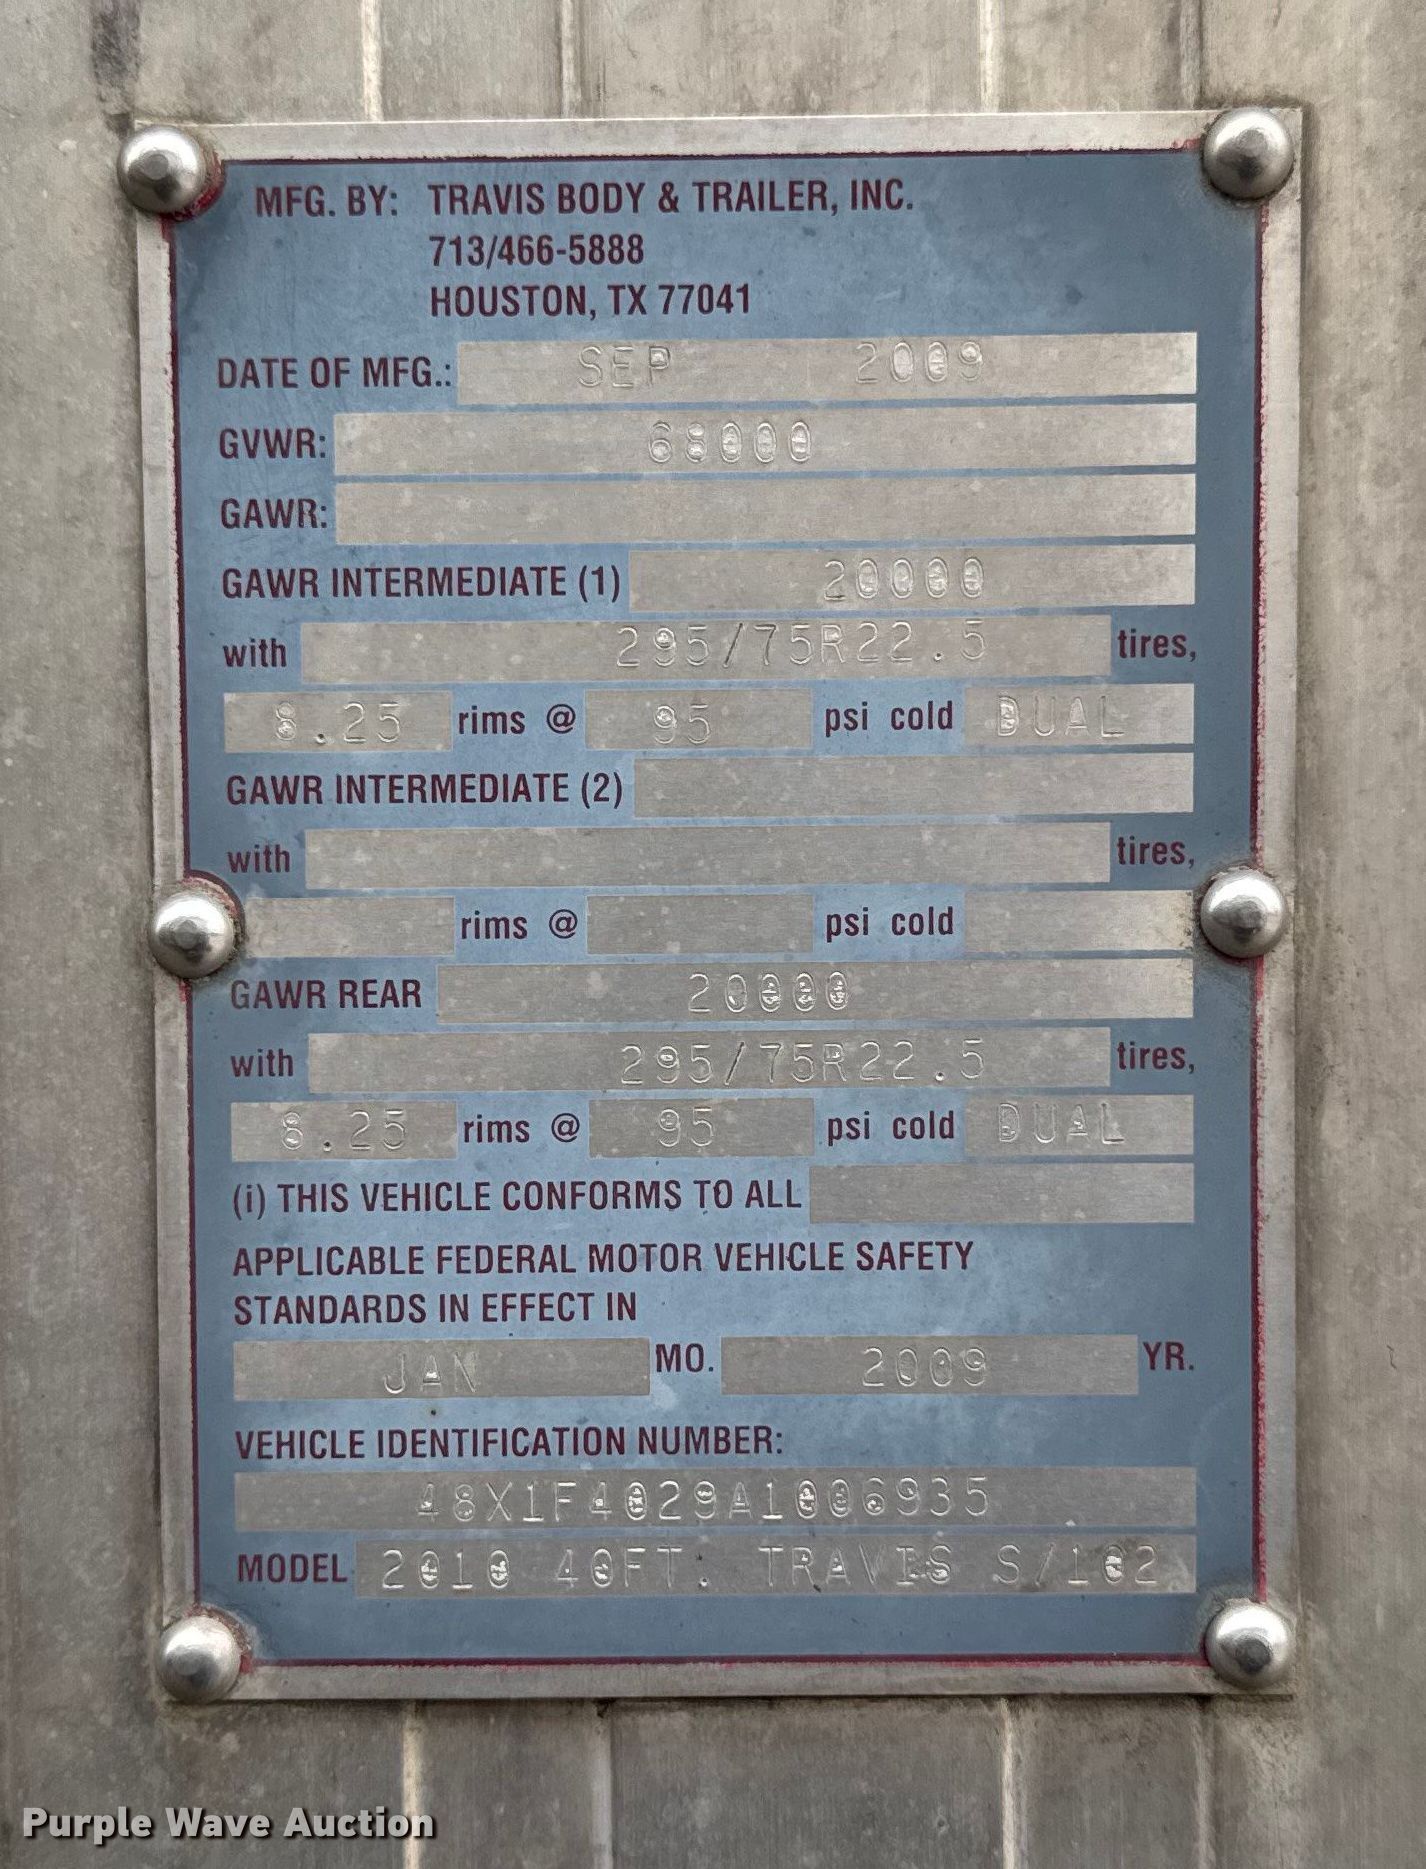 MFG. BY: TRAVIS BODY & TRAILER, INC.
713/466-5888
HOUSTON, TX 77041
DATE OF MFG.: SEP 2009
GVWR: 68000
GAWR:
GAWR INTERMEDIATE (1) 20000
with 295/75R22.5 tires,
8.25 rims @ 95 psi cold DUAL
GAWR INTERMEDIATE (2)
with tires,
rims @ psi cold
GAWR REAR 20000
with 295/75R22.5 tires,
8.25 rims @ 95 psi cold DUAL
(i) THIS VEHICLE CONFORMS TO ALL
APPLICABLE FEDERAL MOTOR VEHICLE SAFETY
STANDARDS IN EFFECT IN
JAN MO. 2009 YR.
VEHICLE IDENTIFICATION NUMBER:
48X1F4029A1006935
MODEL 2010 40FT. TRAVIS S/102
Purple Wave Auction